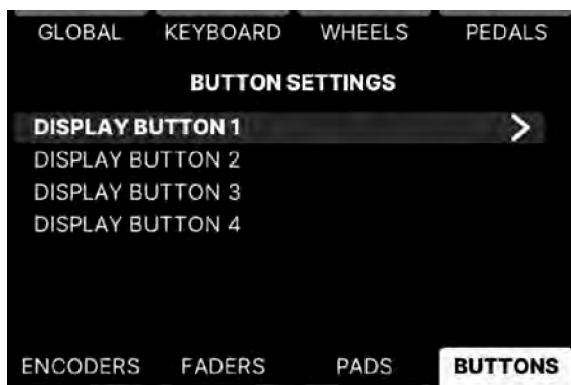 GLOBAL KEYBOARD WHEELS PEDALS
BUTTON SETTINGS
DISPLAY BUTTON 1
DISPLAY BUTTON 2
DISPLAY BUTTON 3
DISPLAY BUTTON 4
ENCODERS FADERS PADS BUTTONS